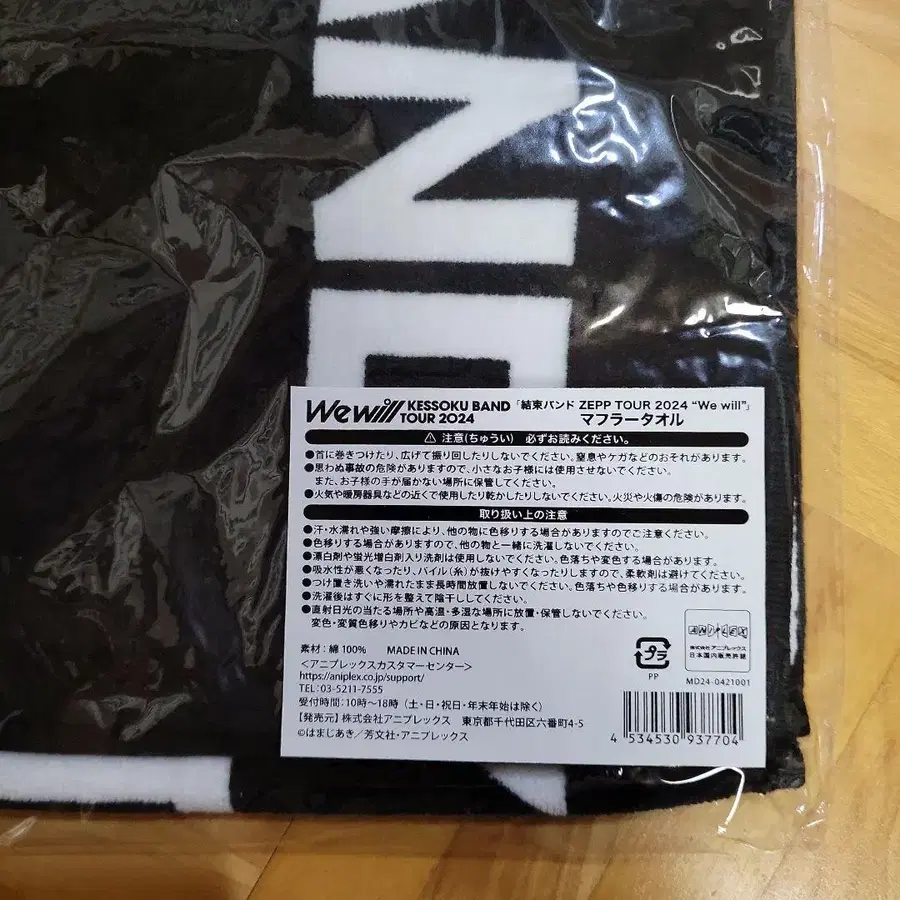 AND
We will KESSOKU BAND TOUR 2024 「結束バンド ZEPP TOUR 2024 “We will”」
マフラータオル
⚠ 注意(ちゅうい) 必ずお読みください。
●首に巻きつけたり、広げて振り回したりしないでください。窒息やケガなどのおそれがあります。
●思わぬ事故の危険がありますので、小さなお子様には使用させないでください。
また、お子様の手が届かない場所に保管してください。
●火気や暖房器具などの近くで使用したり乾かしたりしないでください。火災や火傷の危険があります。
取り扱い上の注意
●汗・水濡れや強い摩擦により、他の物に色移りする場合がありますのでご注意ください。
●色移りする場合がありますので、他の物と一緒に洗濯しないでください。
●漂白剤や蛍光増白剤入り洗剤は使用しないでください。色落ちや変色する場合があります。
●吸水性が悪くなったり、パイル(糸)が抜けやすくなったりしますので、柔軟剤は避けてください。
●つけ置き洗いや濡れたまま長時間放置しないでください。色落ちや色移りする場合があります。
●洗濯後はすぐに形を整えて陰干ししてください。
●直射日光の当たる場所や高温・多湿な場所に放置・保管しないでください。
変色・変質色移りやカビなどの原因となります。
素材：綿100% MADE IN CHINA
＜アニプレックスカスタマーセンター＞
https://aniplex.co.jp/support/
TEL：03-5211-7555
受付時間：10時〜18時（土・日・祝日・年末年始は除く）
【発売元】株式会社アニプレックス 東京都千代田区六番町4-5
©はまじあき／芳文社・アニプレックス
プラ
PP
ANIPLEX
株式会社アニプレックス
日本国内販売許諾
MD24-0421001
4 534530 937704